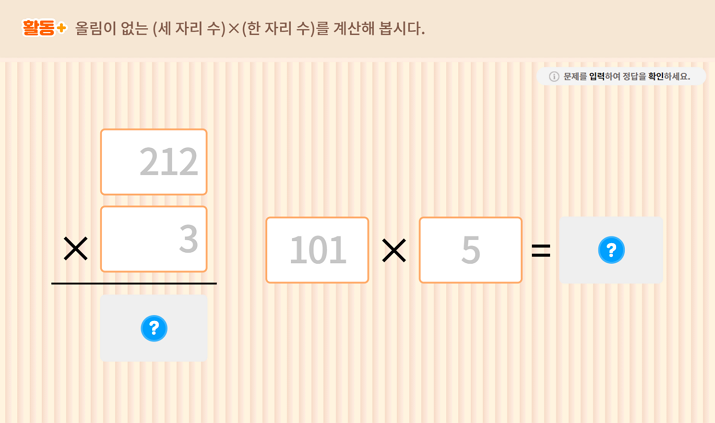 활동+ 올림이 없는 (세 자리 수)×(한 자리 수)를 계산해 봅시다.
ⓘ 문제를 입력하여 정답을 확인하세요.
212
× 3
?
101 × 5 = ?